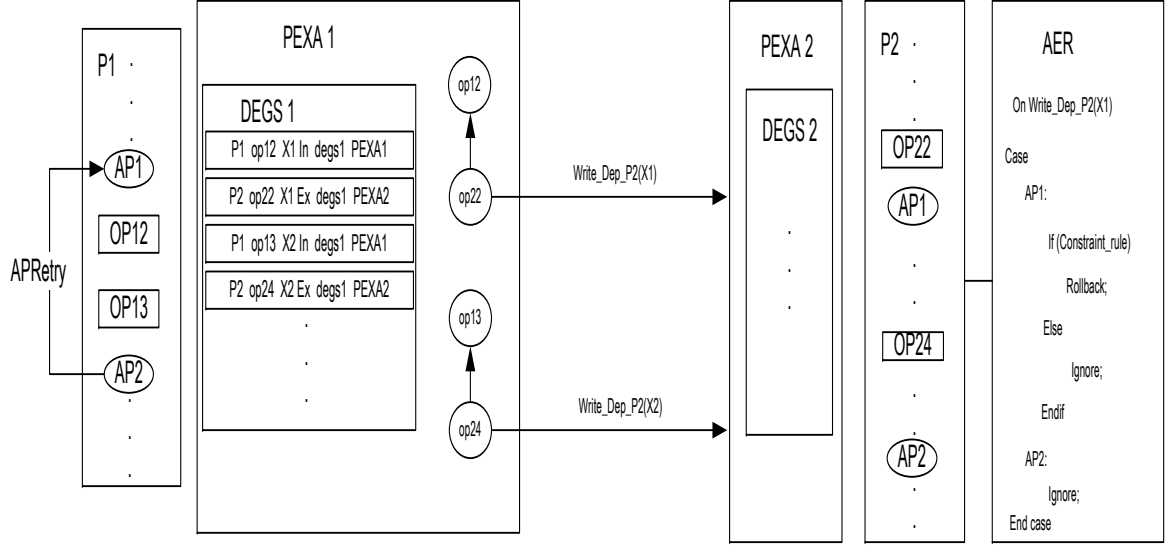 APRetry
P1
AP1
OP12
OP13
AP2
PEXA 1
DEGS 1
P1 op12 X1 In degs1 PEXA1
P2 op22 X1 Ex degs1 PEXA2
P1 op13 X2 In degs1 PEXA1
P2 op24 X2 Ex degs1 PEXA2
op12
op22
op13
op24
Write_Dep_P2(X1)
Write_Dep_P2(X2)
PEXA 2
DEGS 2
P2
OP22
AP1
OP24
AP2
AER
On Write_Dep_P2(X1)
Case
AP1:
If (Constraint_rule)
Rollback;
Else
Ignore;
Endif
AP2:
Ignore;
End case